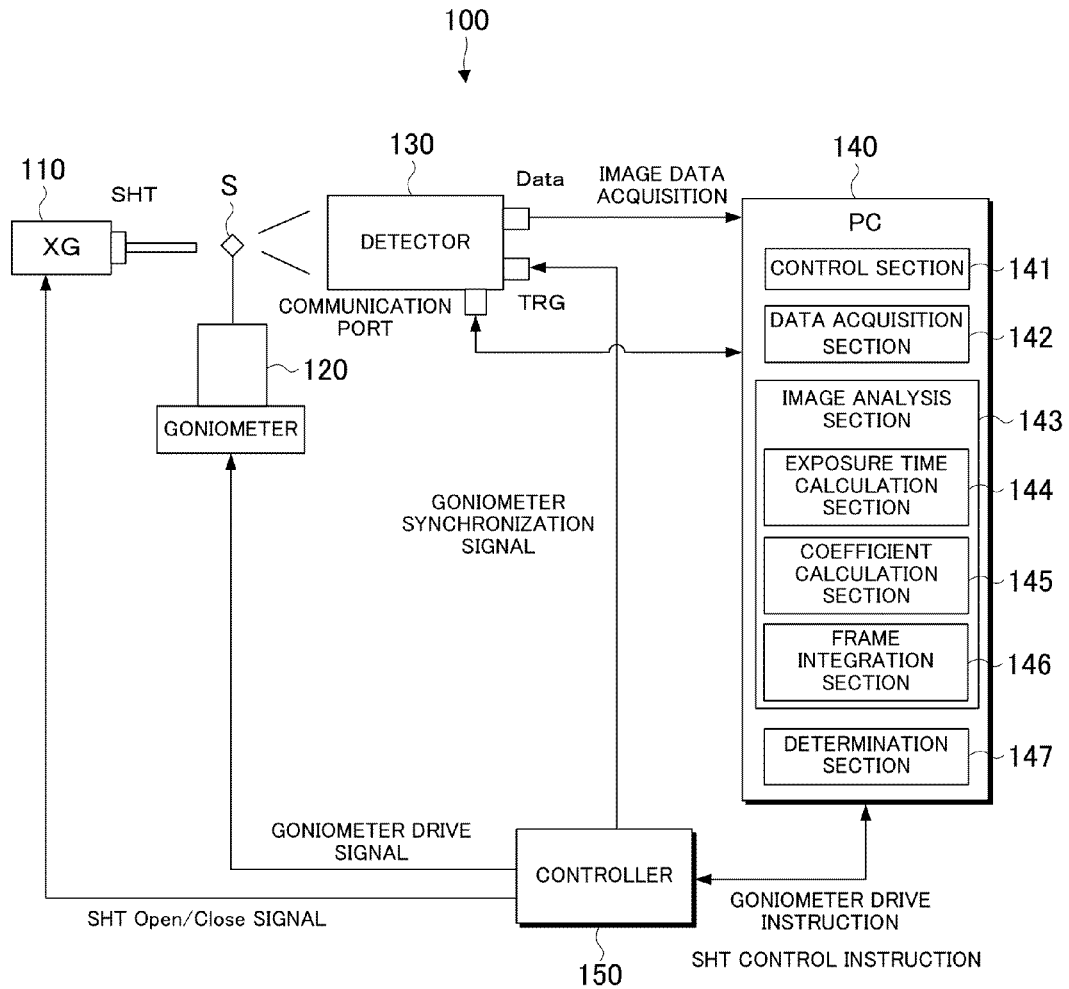 100
110
SHT
S
130
Data
IMAGE DATA
ACQUISITION
140
XG
DETECTOR
TRG
COMMUNICATION
PORT
PC
CONTROL SECTION
141
DATA ACQUISITION
SECTION
142
120
GONIOMETER
IMAGE ANALYSIS
SECTION
143
EXPOSURE TIME
CALCULATION
SECTION
144
GONIOMETER
SYNCHRONIZATION
SIGNAL
COEFFICIENT
CALCULATION
SECTION
145
FRAME
INTEGRATION
SECTION
146
DETERMINATION
SECTION
147
GONIOMETER DRIVE
SIGNAL
CONTROLLER
SHT Open/Close SIGNAL
GONIOMETER DRIVE
INSTRUCTION
SHT CONTROL INSTRUCTION
150